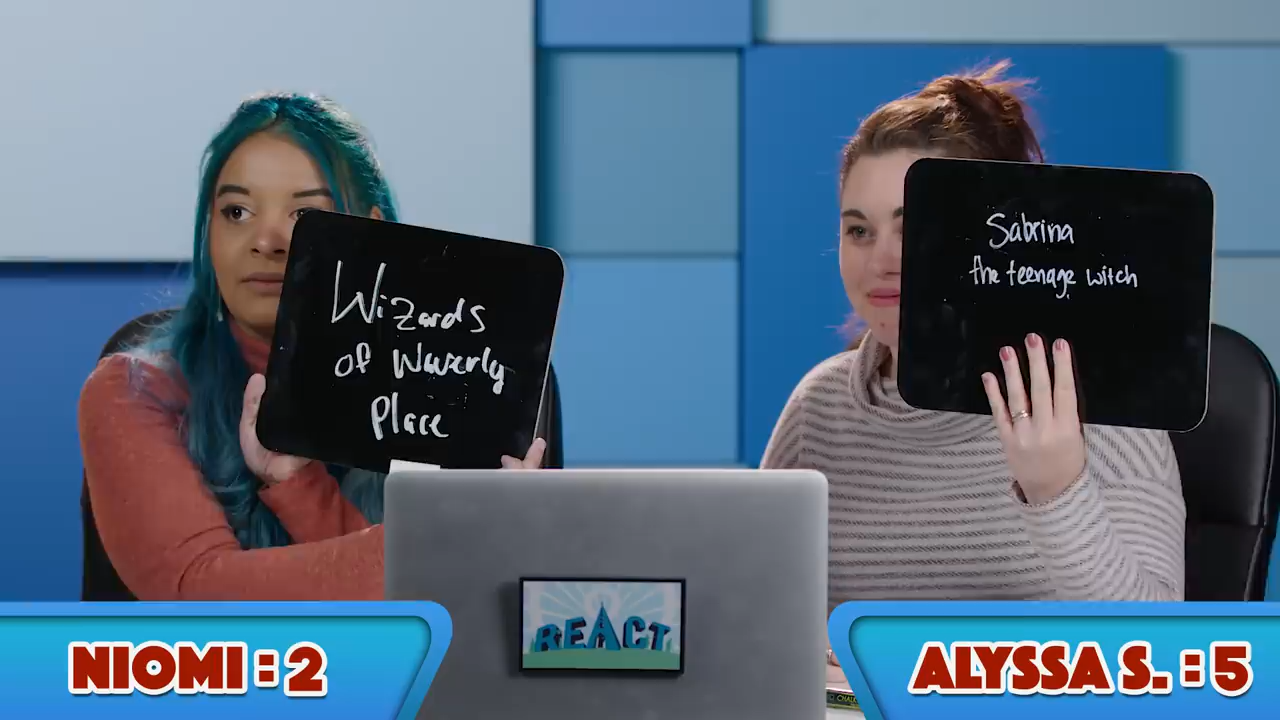 Wizards
of Waverly
Place
Sabrina
the teenage witch
REACT
NIOMI : 2
ALYSSA S. : 5